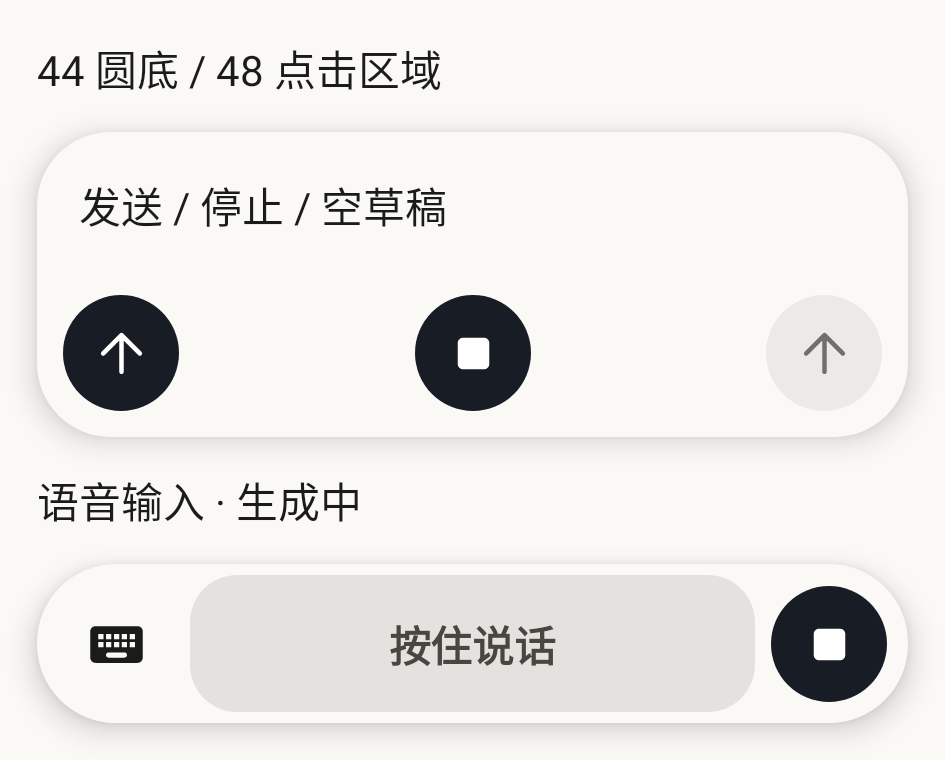 44 圆底 / 48 点击区域
发送 / 停止 / 空草稿
语音输入 · 生成中
按住说话